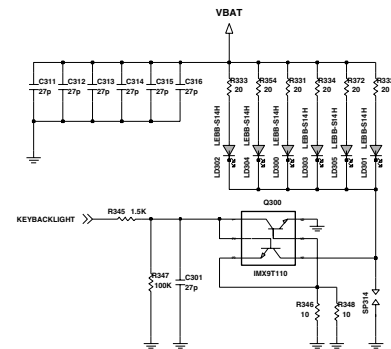 VBAT
C311 27p
C312 27p
C313 27p
C314 27p
C315 27p
C316 27p
R333 20
R354 20
R331 20
R334 20
R372 20
R332 20
LEBB-S14H
LEBB-S14H
LEBB-S14H
LEBB-S14H
LEBB-S14H
LEBB-S14H
LD302
LD304
LD300
LD303
LD305
LD301
Q300
KEYBACKLIGHT
R345 1.5K
IMX9T110
R347 100K
C301 27p
R346 10
R348 10
SP314